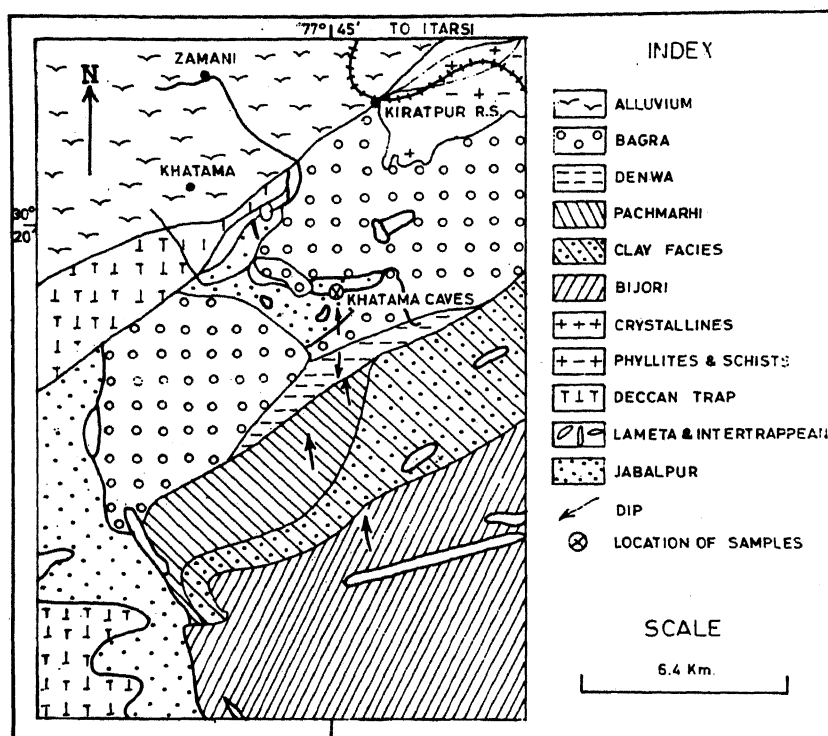 77° 45' TO ITARSI
ZAMANI
N
KIRATPUR R.S.
KHATAMA
30°
20'
KHATAMA CAVES
INDEX
ALLUVIUM
BAGRA
DENWA
PACHMARHI
CLAY FACIES
BIJORI
CRYSTALLINES
PHYLLITES & SCHISTS
DECCAN TRAP
LAMETA & INTERTRAPPEAN
JABALPUR
DIP
LOCATION OF SAMPLES
SCALE
6.4 Km.